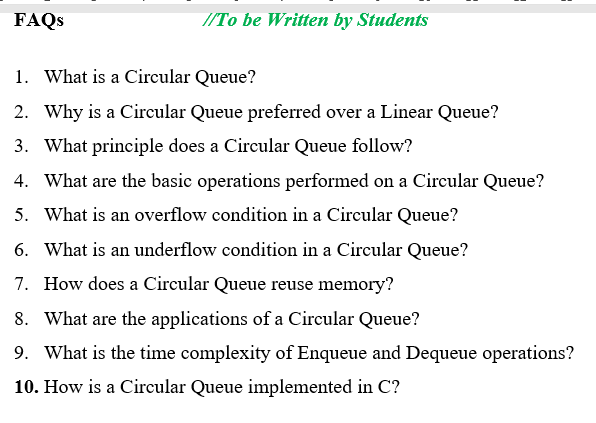 FAQs //To be Written by Students
1. What is a Circular Queue?
2. Why is a Circular Queue preferred over a Linear Queue?
3. What principle does a Circular Queue follow?
4. What are the basic operations performed on a Circular Queue?
5. What is an overflow condition in a Circular Queue?
6. What is an underflow condition in a Circular Queue?
7. How does a Circular Queue reuse memory?
8. What are the applications of a Circular Queue?
9. What is the time complexity of Enqueue and Dequeue operations?
10. How is a Circular Queue implemented in C?